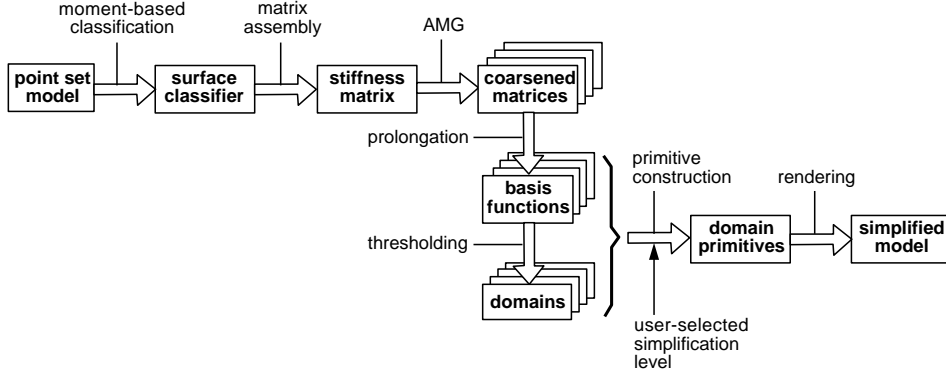 moment-based
classification
matrix
assembly
AMG
point set
model
surface
classifier
stiffness
matrix
coarsened
matrices
prolongation
basis
functions
thresholding
domains
primitive
construction
rendering
domain
primitives
simplified
model
user-selected
simplification
level